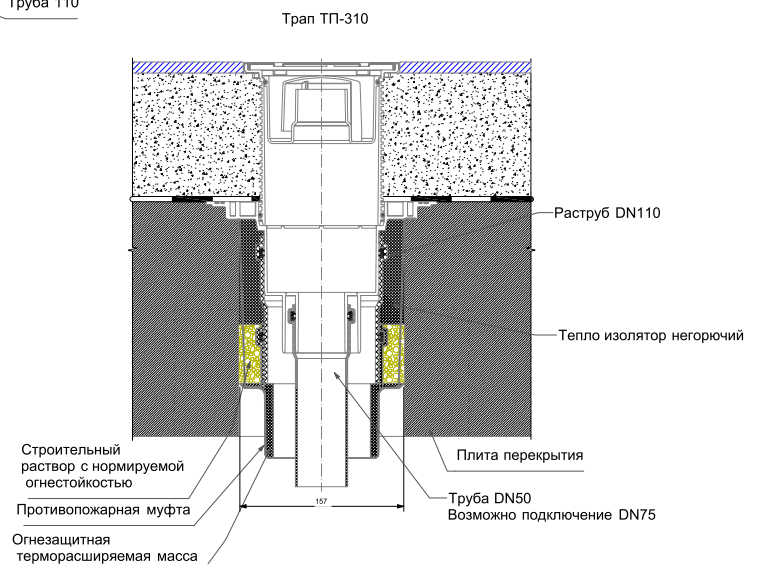 Труба 110
Трап ТП-310
Раструб DN110
Тепло изолятор негорючий
Строительный
раствор с нормируемой
огнестойкостью
Плита перекрытия
Противопожарная муфта
157
Труба DN50
Возможно подключение DN75
Огнезащитная
терморасширяемая масса